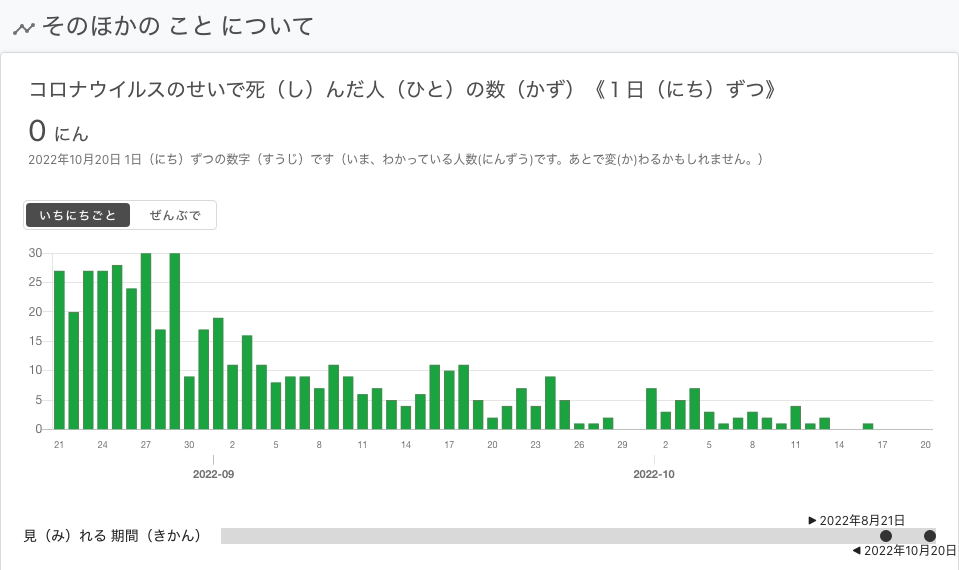 そのほかの こと について
コロナウイルスのせいで死（し）んだ人（ひと）の数（かず）《１日（にち）ずつ》
0 にん
2022年10月20日 1日（にち）ずつの数字（すうじ）です（いま、わかっている人数(にんずう)です。あとで変(か)わるかもしれません。）
いちにちごと ぜんぶで
30
25
20
15
10
5
0
21 24 27 30 2 5 8 11 14 17 20 23 26 29 2 5 8 11 14 17 20
2022-09 2022-10
▶ 2022年8月21日
見（み）れる 期間（きかん）
◀ 2022年10月20日